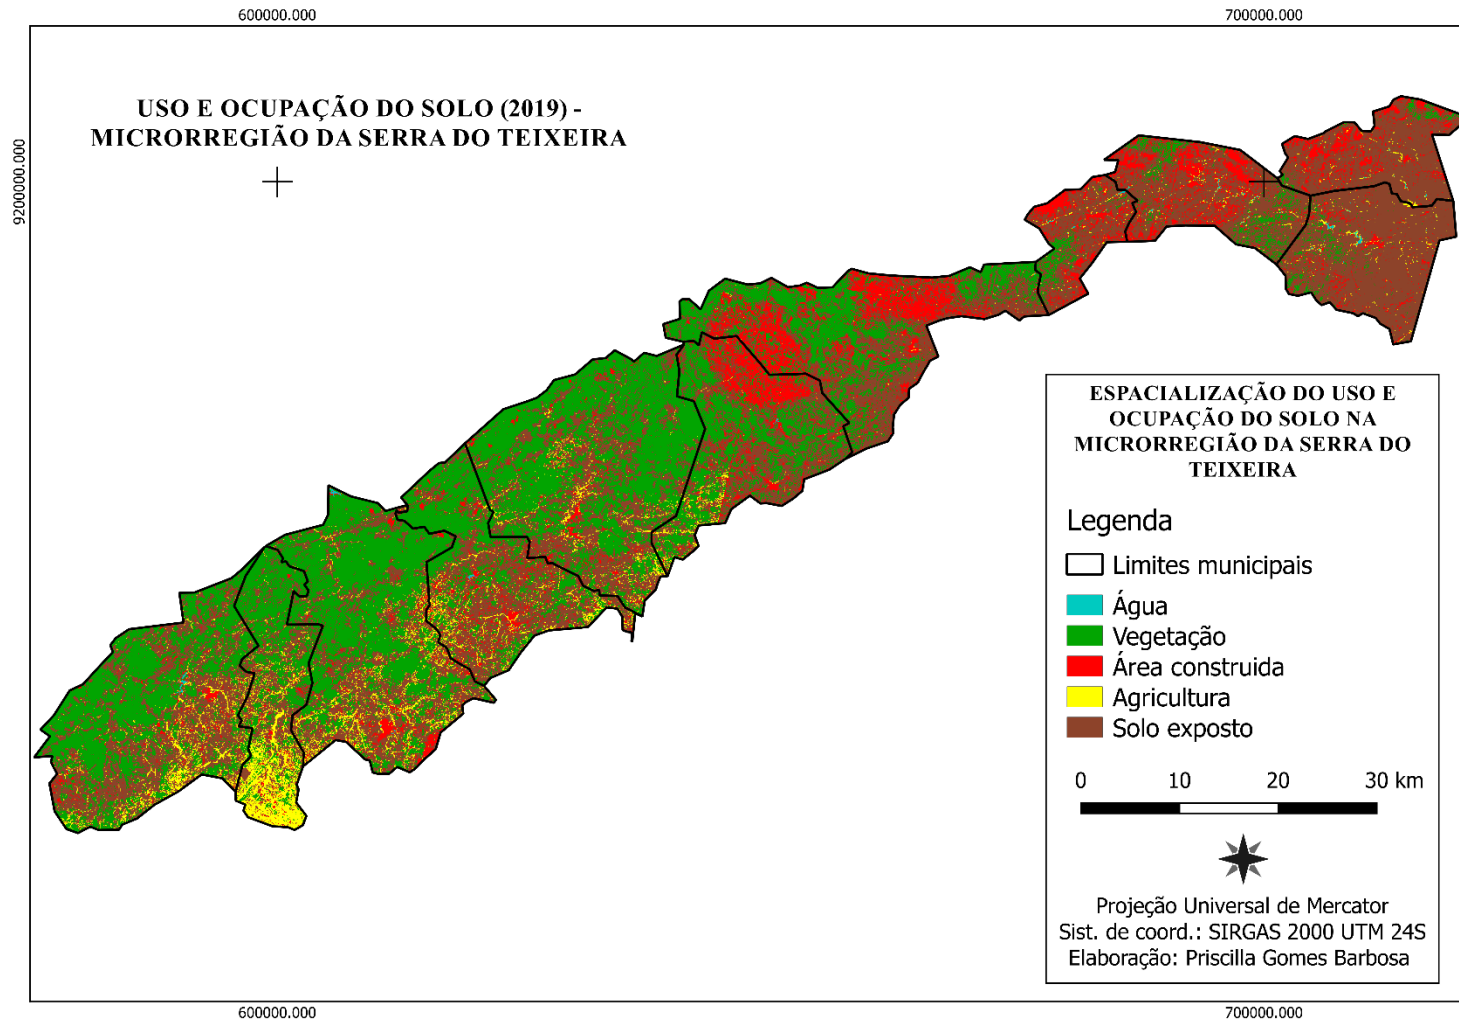 600000.000
700000.000
USO E OCUPAÇÃO DO SOLO (2019) -
MICRORREGIÃO DA SERRA DO TEIXEIRA
9200000.000
ESPACIALIZAÇÃO DO USO E
OCUPAÇÃO DO SOLO NA
MICRORREGIÃO DA SERRA DO
TEIXEIRA
Legenda
Limites municipais
Água
Vegetação
Área construida
Agricultura
Solo exposto
0 10 20 30 km
Projeção Universal de Mercator
Sist. de coord.: SIRGAS 2000 UTM 24S
Elaboração: Priscilla Gomes Barbosa
600000.000
700000.000